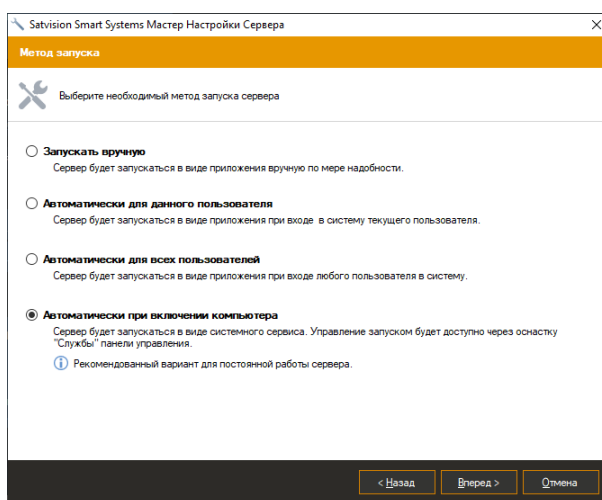 Satvision Smart Systems Мастер Настройки Сервера
Метод запуска
Выберите необходимый метод запуска сервера
Запускать вручную
Сервер будет запускаться в виде приложения вручную по мере надобности.
Автоматически для данного пользователя
Сервер будет запускаться в виде приложения при входе в систему текущего пользователя.
Автоматически для всех пользователей
Сервер будет запускаться в виде приложения при входе любого пользователя в систему.
Автоматически при включении компьютера
Сервер будет запускаться в виде системного сервиса. Управление запуском будет доступно через оснастку
"Службы" панели управления.
Рекомендованный вариант для постоянной работы сервера.
< Назад Вперед > Отмена